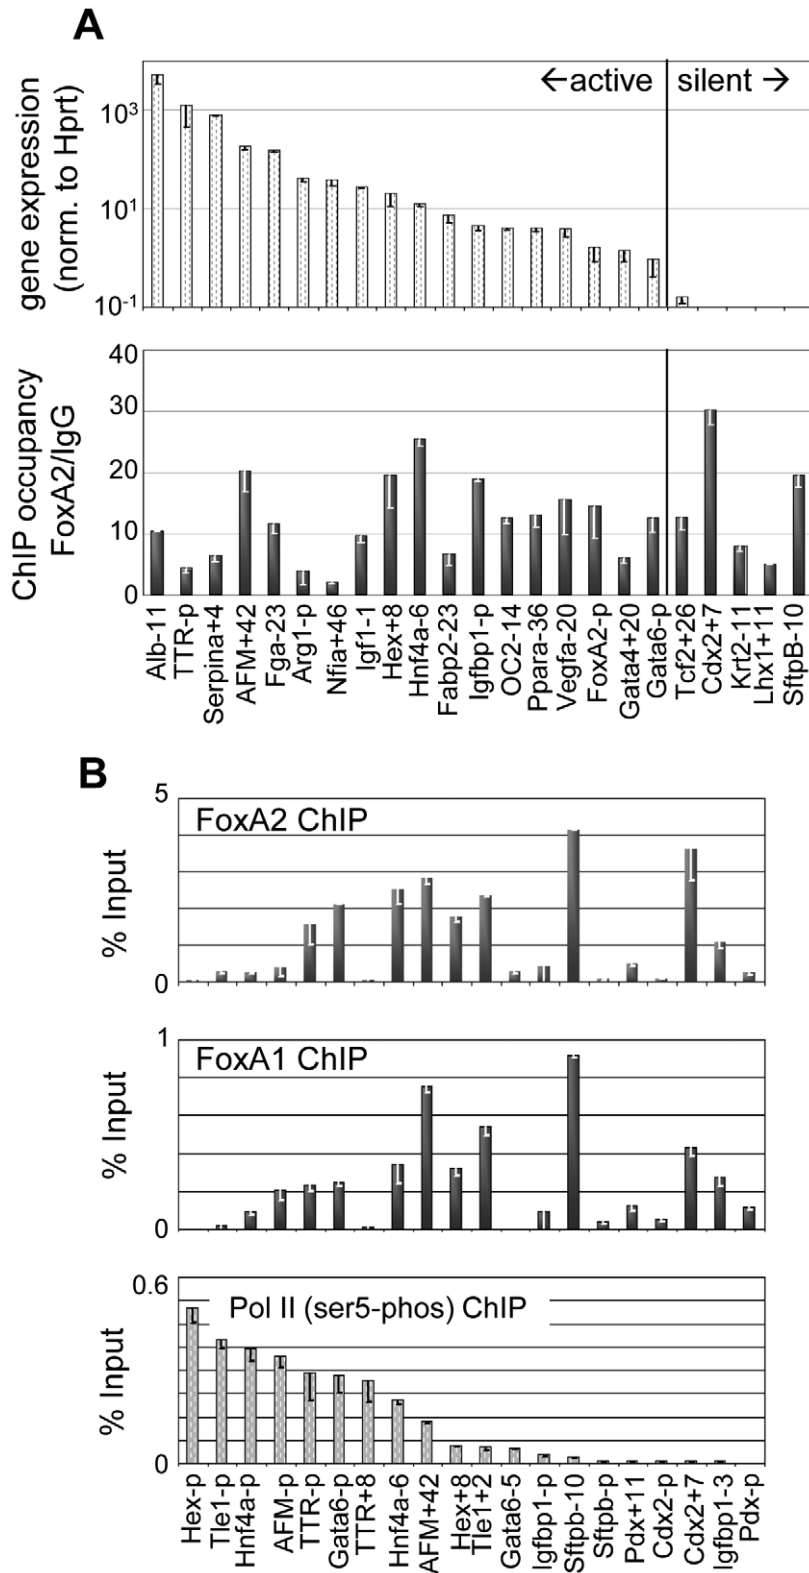 A
gene expression
(norm. to Hprt)
10³
10¹
10⁻¹
←active
silent →
ChIP occupancy
FoxA2/IgG
40
30
20
10
0
Alb-11
TTR-p
Serpina+4
AFM+42
Fga-23
Arg1-p
Nfia+46
Igf1-1
Hex+8
Hnf4a-6
Fabp2-23
Igfbp1-p
OC2-14
Ppara-36
Vegfa-20
FoxA2-p
Gata4+20
Gata6-p
Tcf2+26
Cdx2+7
Krt2-11
Lhx1+11
SftpB-10
B
5
FoxA2 ChIP
% Input
0
1
FoxA1 ChIP
% Input
0
0.6
Pol II (ser5-phos) ChIP
% Input
0
Hex-p
Tle1-p
Hnf4a-p
AFM-p
TTR-p
Gata6-p
TTR+8
Hnf4a-6
AFM+42
Hex+8
Tle1+2
Gata6-5
Igfbp1-p
Sftpb-10
Sftpb-p
Pdx+11
Cdx2-p
Cdx2+7
Igfbp1-3
Pdx-p